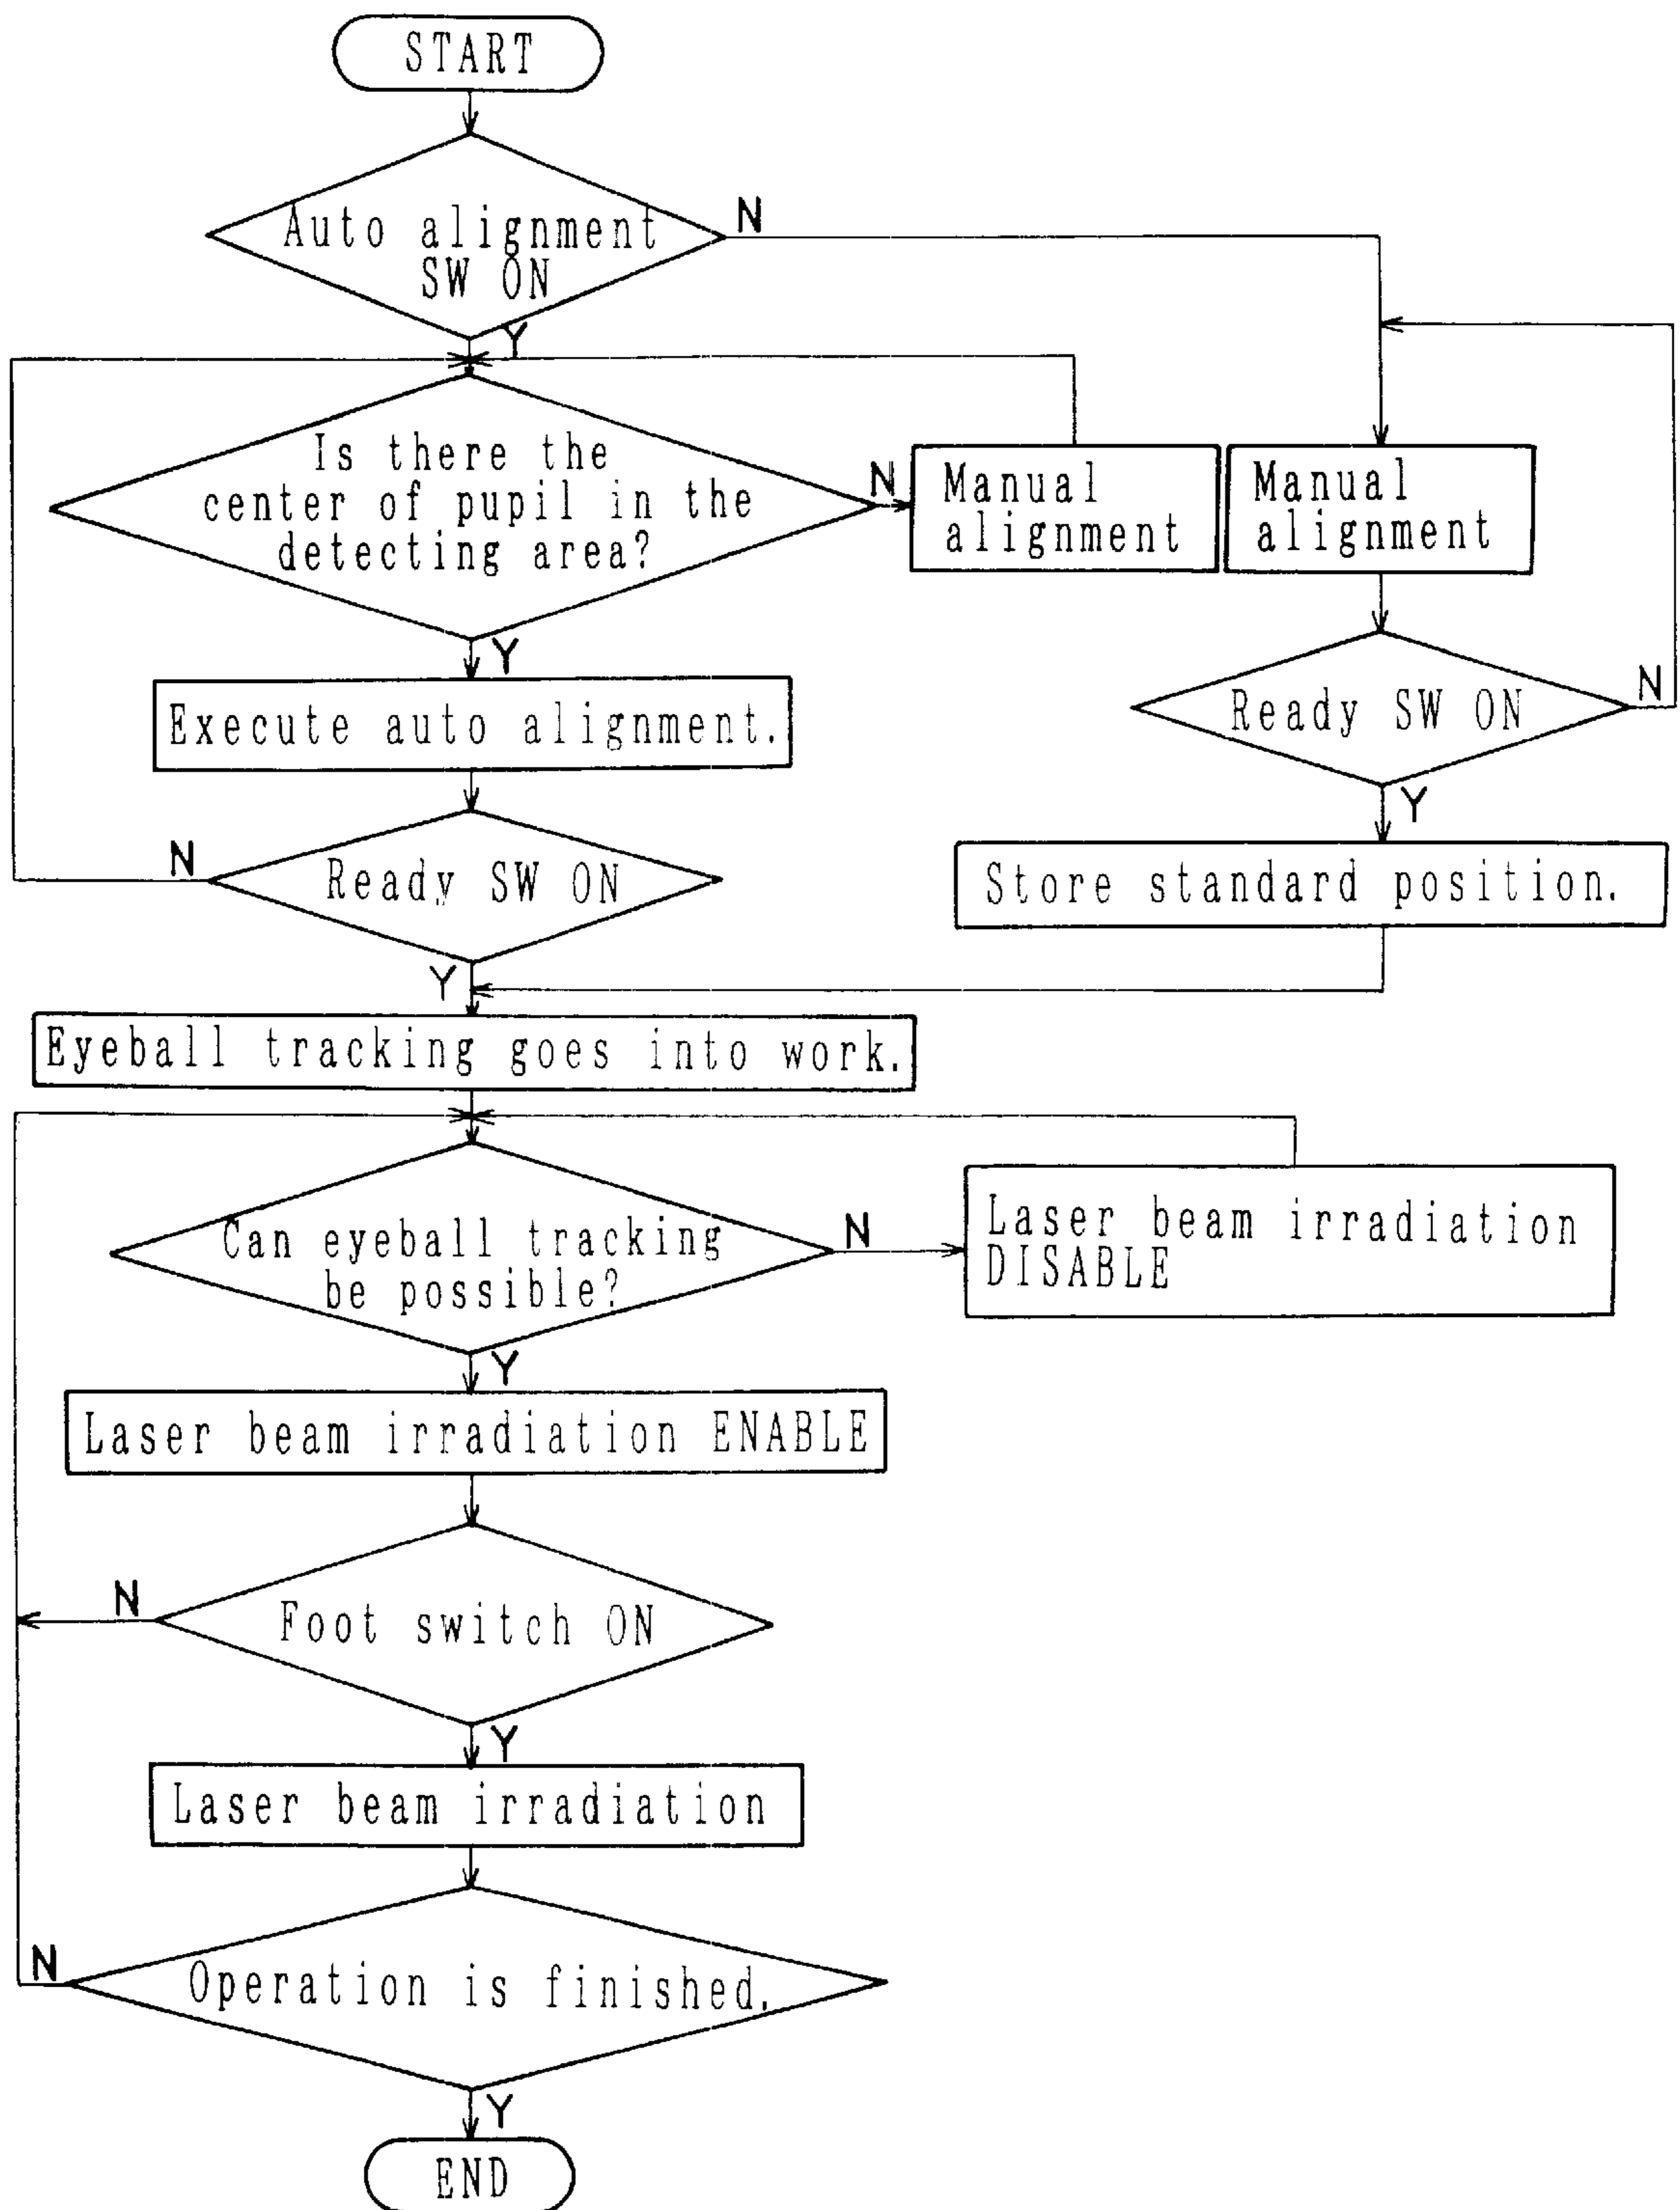 START
Auto alignment
SW ON
N
Y
Is there the
center of pupil in the
detecting area?
N
Manual
alignment
Manual
alignment
Y
Execute auto alignment.
Ready SW ON
N
Y
Ready SW ON
N
Y
Store standard position.
Eyeball tracking goes into work.
Can eyeball tracking
be possible?
N
Laser beam irradiation
DISABLE
Y
Laser beam irradiation ENABLE
N
Foot switch ON
Y
Laser beam irradiation
N
Operation is finished.
Y
END